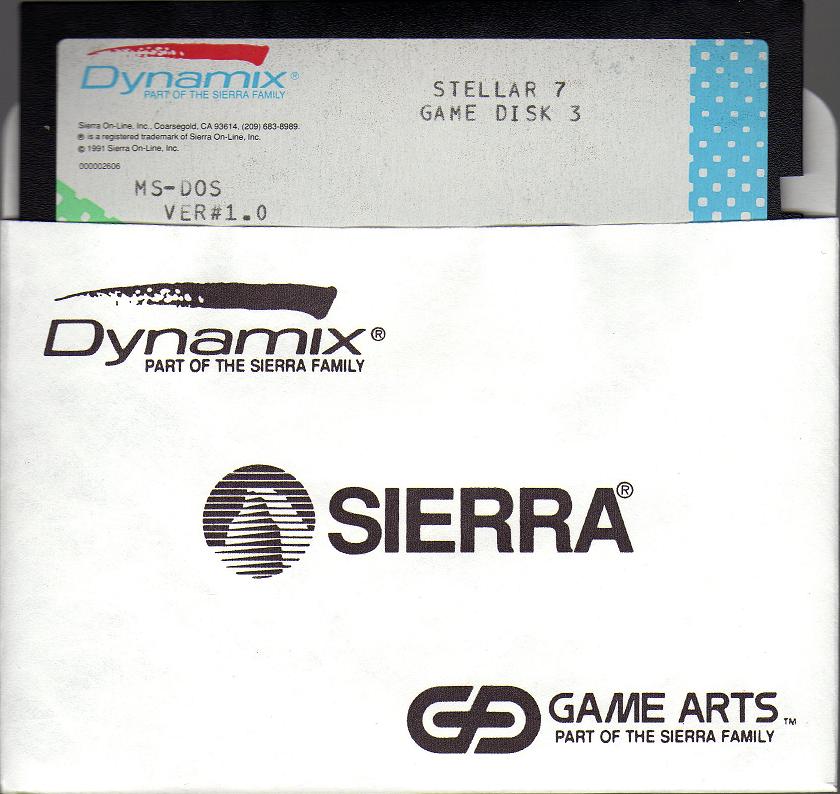 Dynamix®
PART OF THE SIERRA FAMILY
STELLAR 7
GAME DISK 3
Sierra On-Line, Inc., Coarsegold, CA 93614, (209) 683-8989.
® is a registered trademark of Sierra On-Line, Inc.
© 1991 Sierra On-Line, Inc.
000002606
MS-DOS
VER#1.0
Dynamix®
PART OF THE SIERRA FAMILY
SIERRA®
GAME ARTS™
PART OF THE SIERRA FAMILY